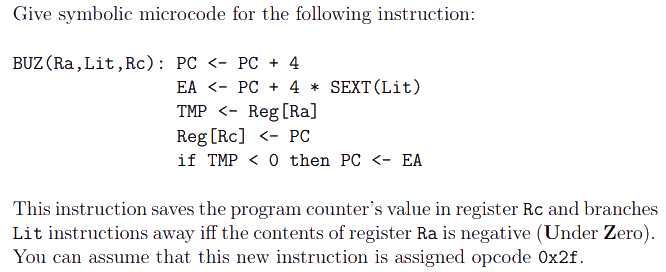 Give symbolic microcode for the following instruction:
BUZ(Ra,Lit,Rc): PC <- PC + 4
EA <- PC + 4 * SEXT(Lit)
TMP <- Reg[Ra]
Reg[Rc] <- PC
if TMP < 0 then PC <- EA
This instruction saves the program counter's value in register Rc and branches
Lit instructions away iff the contents of register Ra is negative (Under Zero).
You can assume that this new instruction is assigned opcode 0x2f.